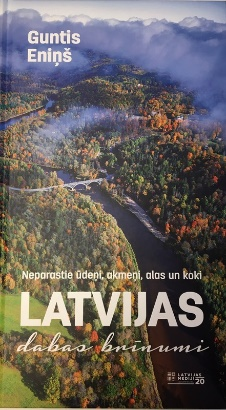 Guntis
Eniņš
Neparastie ūdeņi, akmeņi, alas un koki
LATVIJAS
dabas brīnumi
LATVIJAS
MEDIJI
20